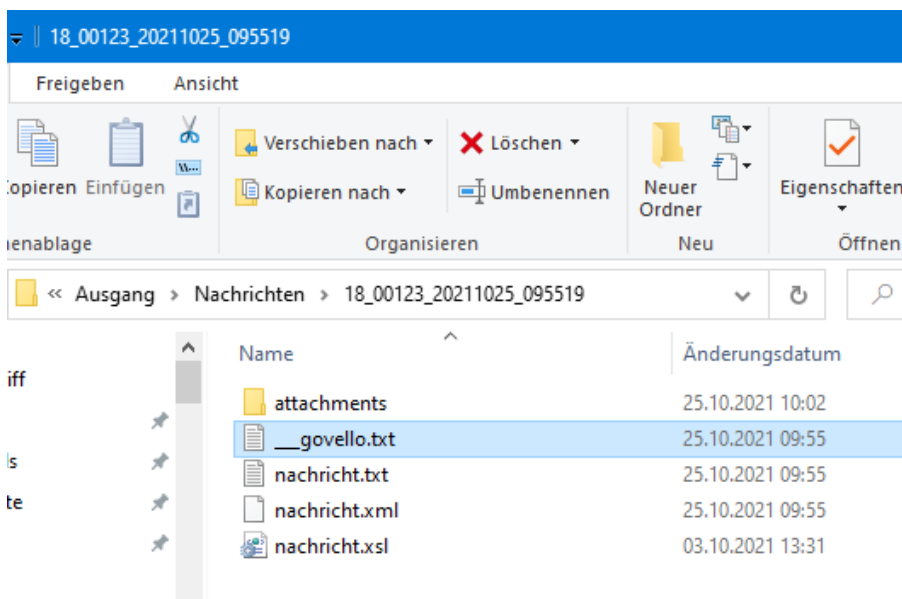 18_00123_20211025_095519
Freigeben Ansicht
Kopieren Einfügen
Verschieben nach
Kopieren nach
Löschen
Umbenennen
Neuer
Ordner
Eigenschaften
Organisieren Neu Öffnen
« Ausgang > Nachrichten > 18_00123_20211025_095519
Name Änderungsdatum
attachments 25.10.2021 10:02
___govello.txt 25.10.2021 09:55
nachricht.txt 25.10.2021 09:55
nachricht.xml 25.10.2021 09:55
nachricht.xsl 03.10.2021 13:31